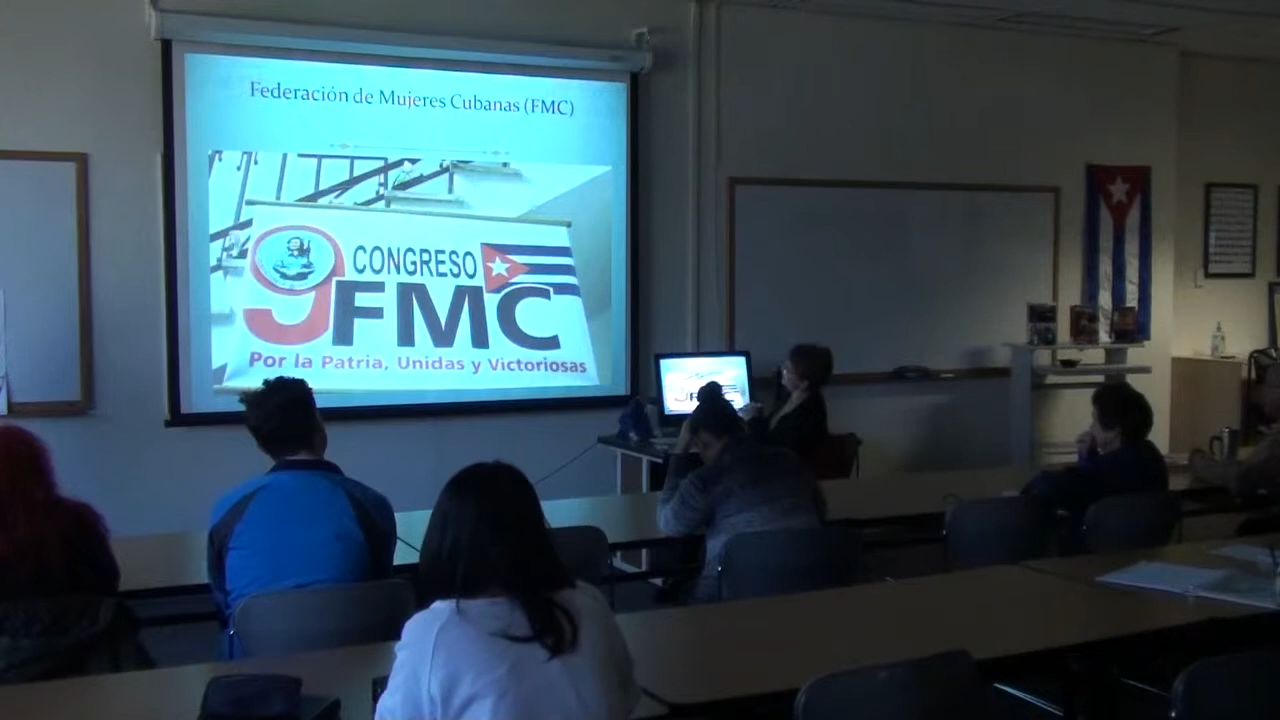 Federación de Mujeres Cubanas (FMC)
9 CONGRESO
FMC
Por la Patria, Unidas y Victoriosas